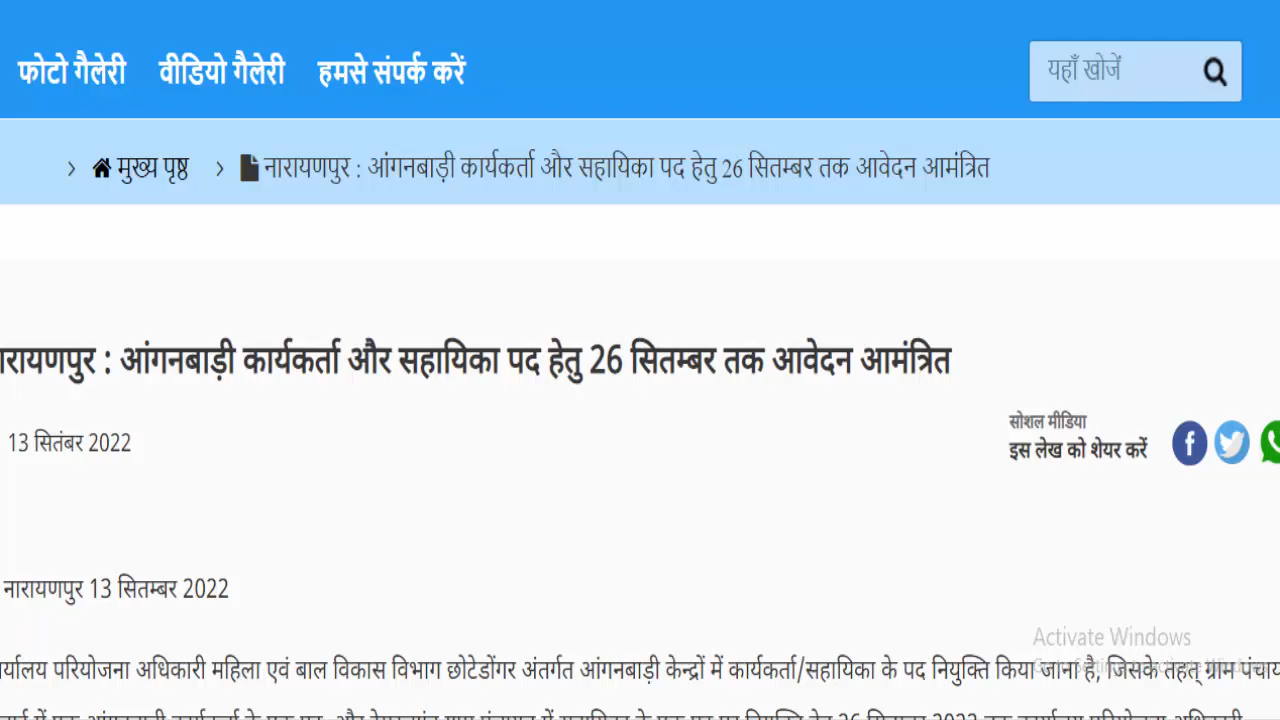 फोटो गैलेरी वीडियो गैलेरी हमसे संपर्क करें यहाँ खोजें
› मुख्य पृष्ठ › नारायणपुर : आंगनबाड़ी कार्यकर्ता और सहायिका पद हेतु 26 सितम्बर तक आवेदन आमंत्रित
ारायणपुर : आंगनबाड़ी कार्यकर्ता और सहायिका पद हेतु 26 सितम्बर तक आवेदन आमंत्रित
सोशल मीडिया
13 सितंबर 2022 इस लेख को शेयर करें
नारायणपुर 13 सितम्बर 2022
Activate Windows
र्यालय परियोजना अधिकारी महिला एवं बाल विकास विभाग छोटेडोंगर अंतर्गत आंगनबाड़ी केन्द्रों में कार्यकर्ता/सहायिका के पद नियुक्ति किया जाना है, जिसके तहत् ग्राम पंचाय